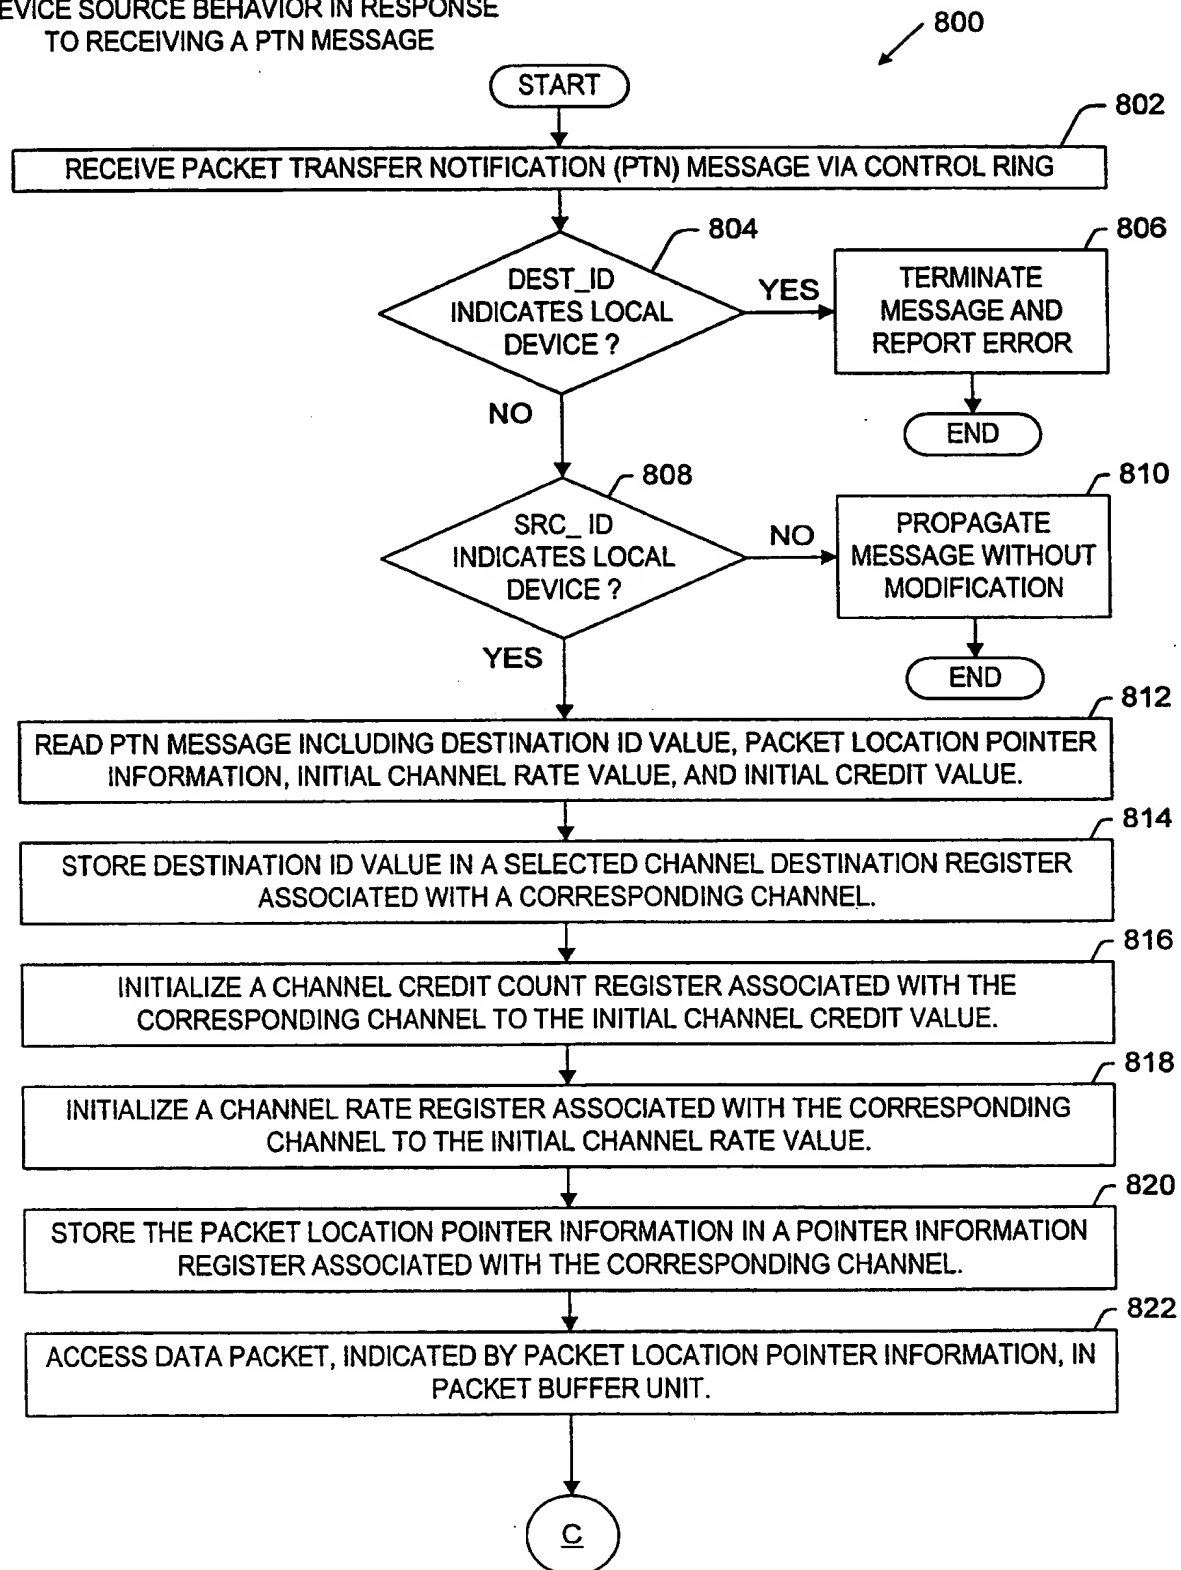 EVICE SOURCE BEHAVIOR IN RESPONSE
TO RECEIVING A PTN MESSAGE
800
START
802
RECEIVE PACKET TRANSFER NOTIFICATION (PTN) MESSAGE VIA CONTROL RING
804
DEST_ID
INDICATES LOCAL
DEVICE ?
YES
806
TERMINATE
MESSAGE AND
REPORT ERROR
END
NO
808
SRC_ ID
INDICATES LOCAL
DEVICE ?
NO
810
PROPAGATE
MESSAGE WITHOUT
MODIFICATION
END
YES
812
READ PTN MESSAGE INCLUDING DESTINATION ID VALUE, PACKET LOCATION POINTER
INFORMATION, INITIAL CHANNEL RATE VALUE, AND INITIAL CREDIT VALUE.
814
STORE DESTINATION ID VALUE IN A SELECTED CHANNEL DESTINATION REGISTER
ASSOCIATED WITH A CORRESPONDING CHANNEL.
816
INITIALIZE A CHANNEL CREDIT COUNT REGISTER ASSOCIATED WITH THE
CORRESPONDING CHANNEL TO THE INITIAL CHANNEL CREDIT VALUE.
818
INITIALIZE A CHANNEL RATE REGISTER ASSOCIATED WITH THE CORRESPONDING
CHANNEL TO THE INITIAL CHANNEL RATE VALUE.
820
STORE THE PACKET LOCATION POINTER INFORMATION IN A POINTER INFORMATION
REGISTER ASSOCIATED WITH THE CORRESPONDING CHANNEL.
822
ACCESS DATA PACKET, INDICATED BY PACKET LOCATION POINTER INFORMATION, IN
PACKET BUFFER UNIT.
C